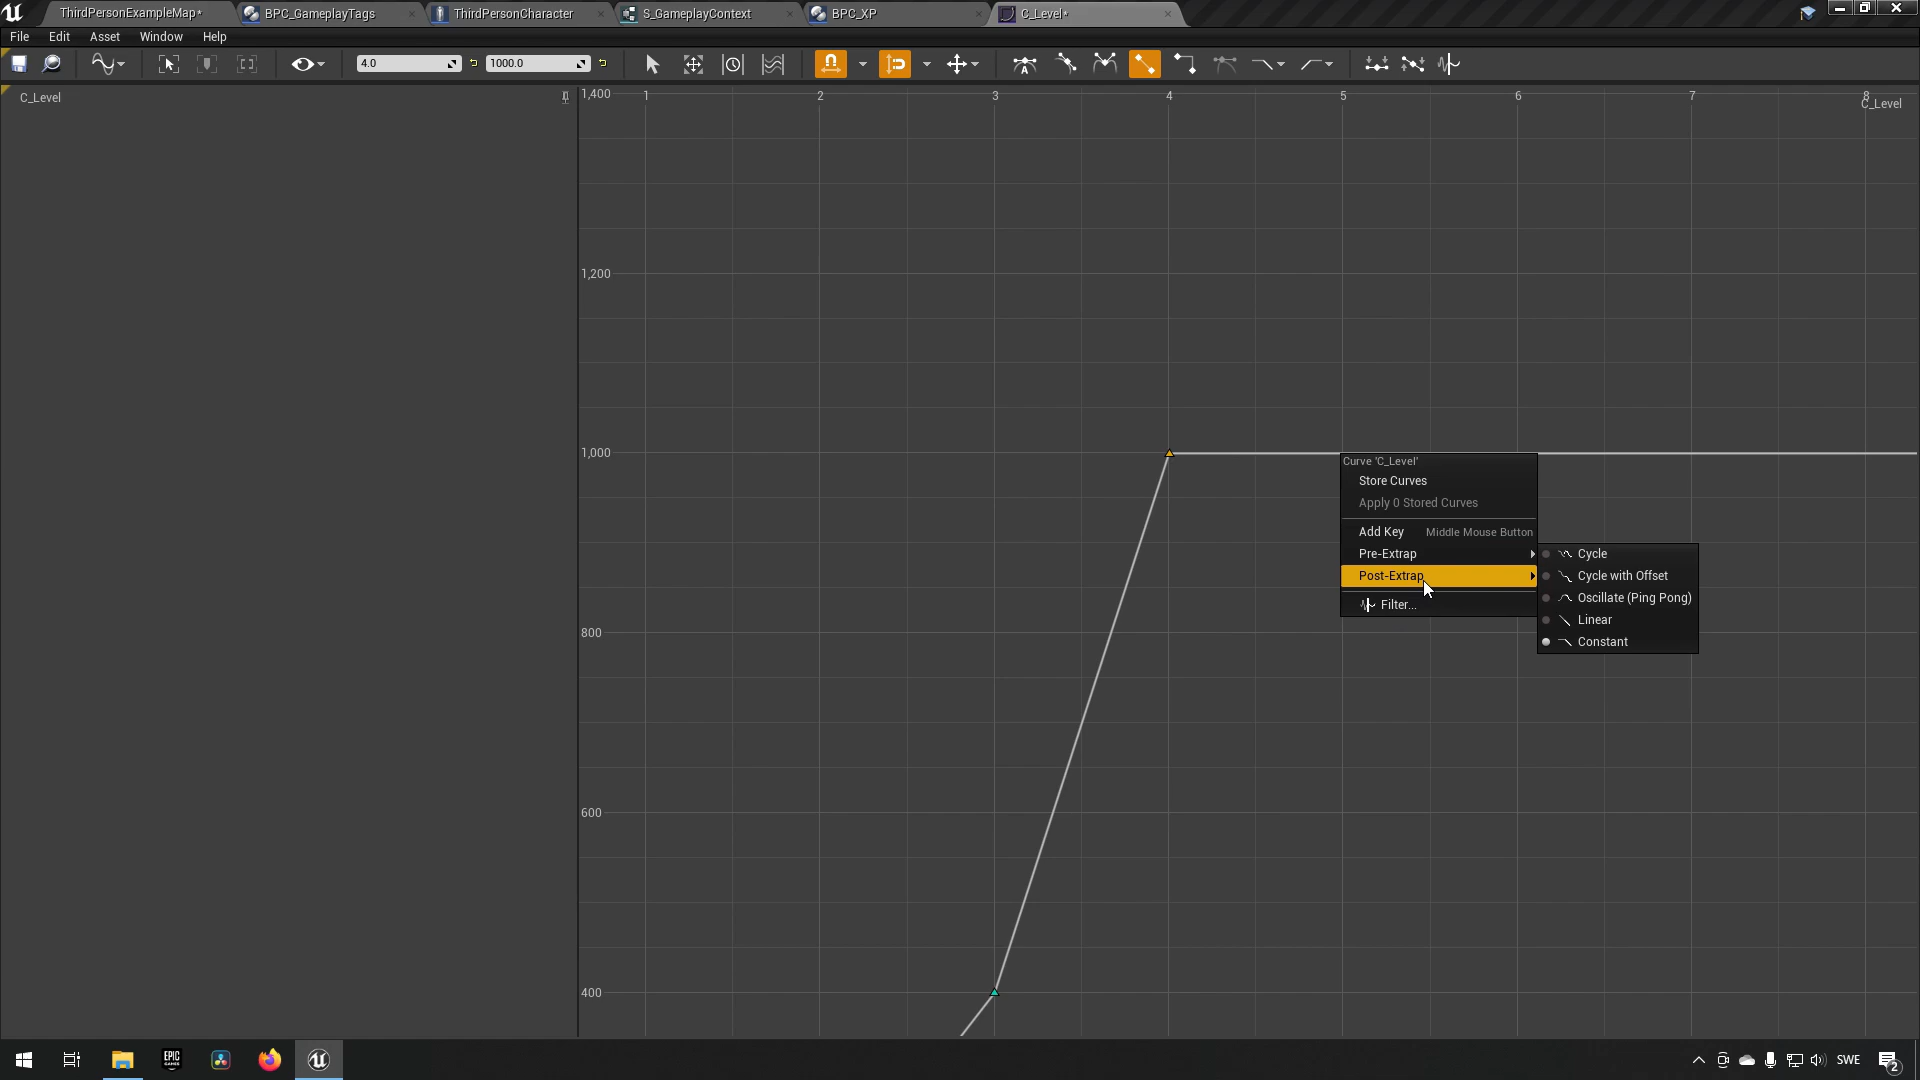 ThirdPersonExampleMap*
BPC_GameplayTags
ThirdPersonCharacter
S_GameplayContext
BPC_XP
C_Level*
File Edit Asset Window Help
4.0
1000.0
C_Level
1,400
1 2 3 4 5 6 7 8
C_Level
1,200
1,000
800
600
400
Curve 'C_Level'
Store Curves
Apply 0 Stored Curves
Add Key Middle Mouse Button
Pre-Extrap
Post-Extrap
Filter...
Cycle
Cycle with Offset
Oscillate (Ping Pong)
Linear
Constant
EPIC
GAMES
SWE
2